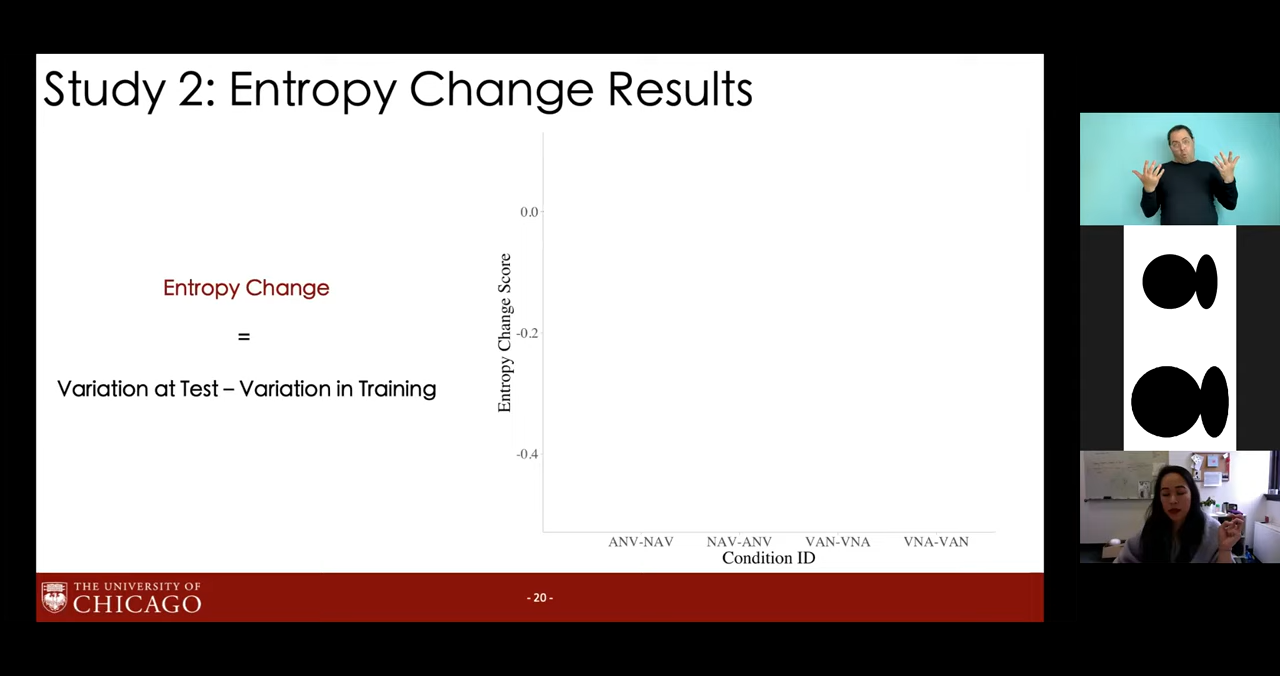 Study 2: Entropy Change Results
Entropy Change
=
Variation at Test – Variation in Training
Entropy Change Score
0.0
-0.2
-0.4
ANV-NAV NAV-ANV VAN-VNA VNA-VAN
Condition ID
THE UNIVERSITY OF
CHICAGO
- 20 -